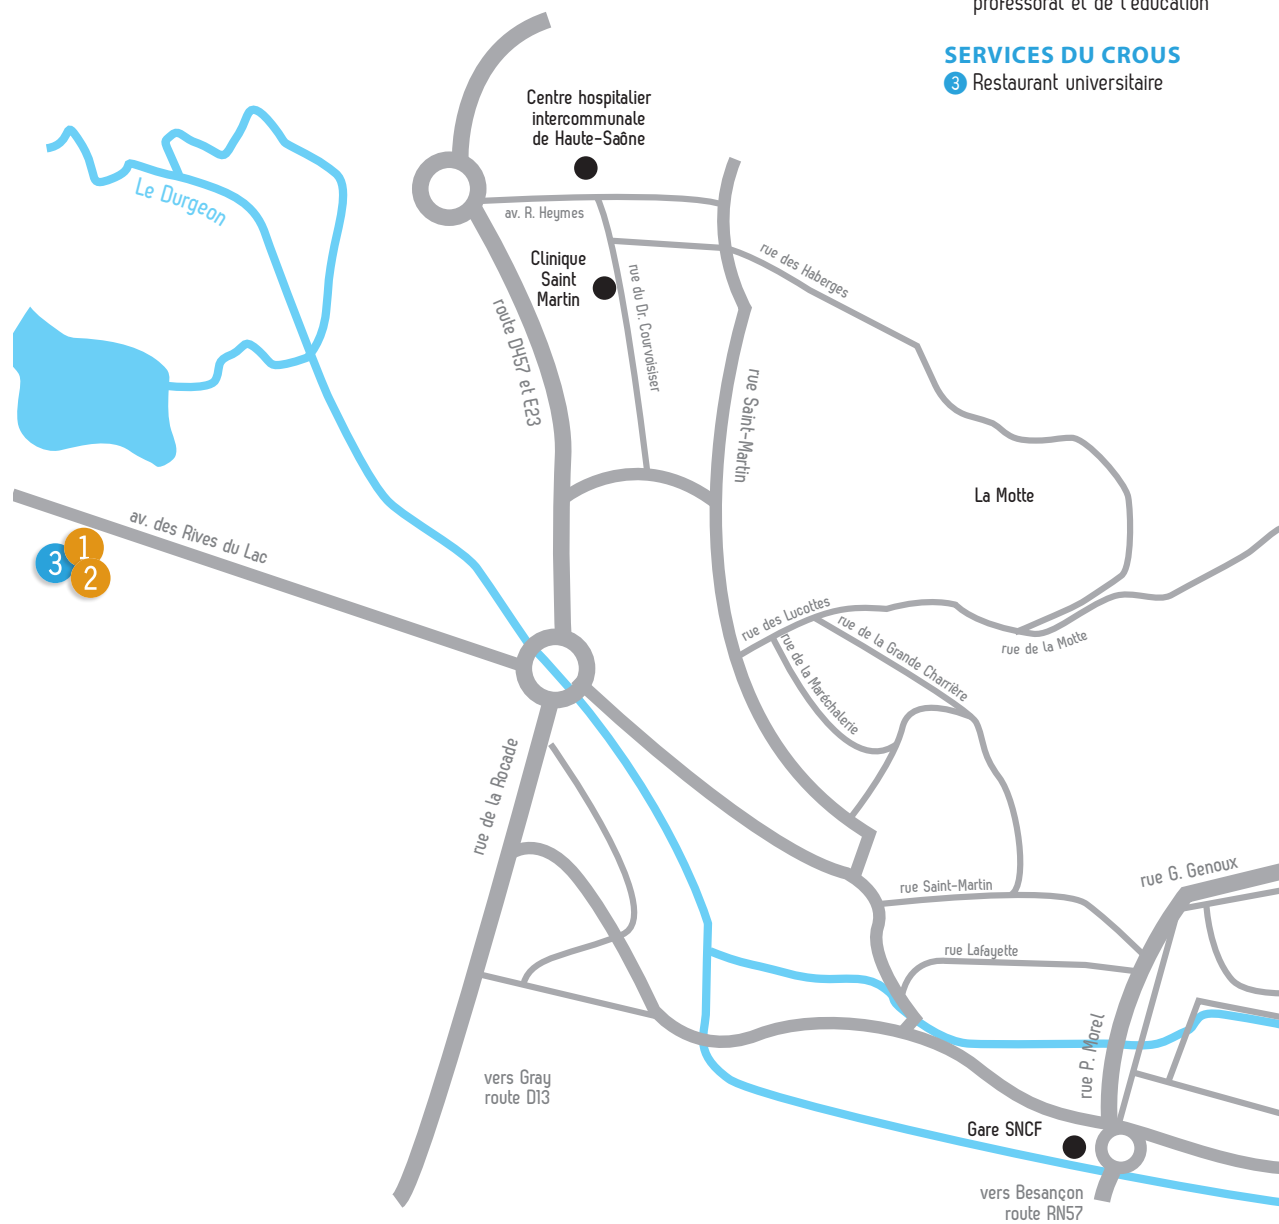 professorat et de l'éducation
SERVICES DU CROUS
3 Restaurant universitaire
Centre hospitalier
intercommunale
de Haute-Saône
Le Durgeon
av. R. Heymes
Clinique
Saint
Martin
rue du Dr. Courvoisiser
rue des Haberges
route D457 et E23
rue Saint-Martin
La Motte
av. des Rives du Lac
1
3
2
rue des Lucottes
rue de la Grande Charrière
rue de la Motte
rue de la Maréchalerie
rue de la Rocade
rue G. Genoux
rue Saint-Martin
rue Lafayette
rue P. Morel
vers Gray
route D13
Gare SNCF
vers Besançon
route RN57